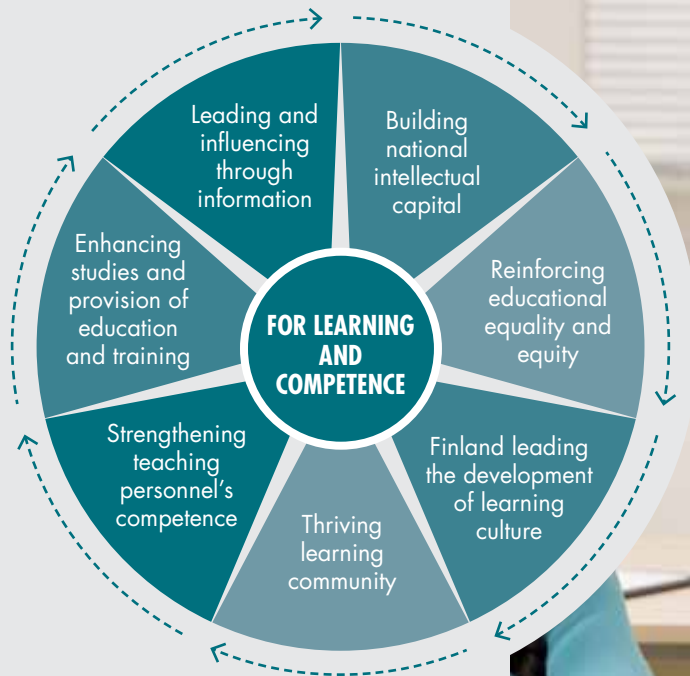 Leading and
influencing
through
information
Building
national
intellectual
capital
Reinforcing
educational
equality and
equity
Finland leading
the development
of learning
culture
Thriving
learning
community
Strengthening
teaching
personnel's
competence
Enhancing
studies and
provision of
education
and training
FOR LEARNING
AND
COMPETENCE